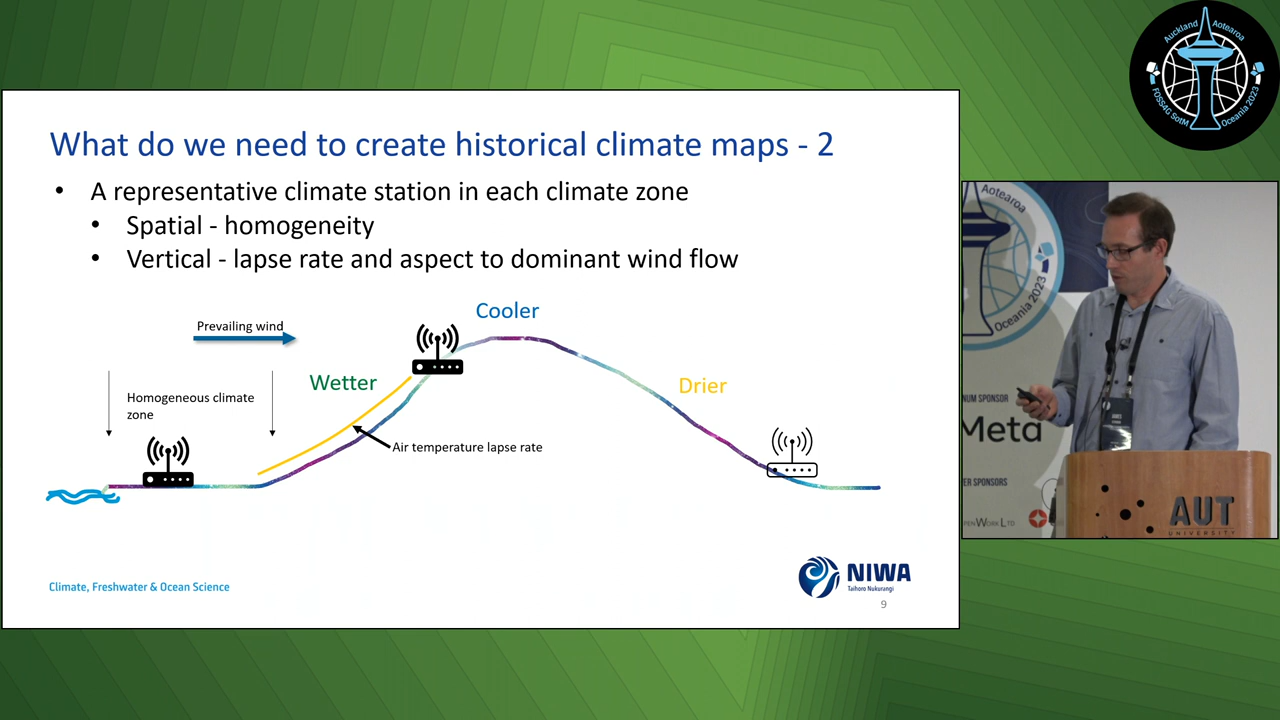 What do we need to create historical climate maps - 2
• A representative climate station in each climate zone
• Spatial - homogeneity
• Vertical - lapse rate and aspect to dominant wind flow
Cooler
Prevailing wind
Wetter
Drier
Homogeneous climate
zone
Air temperature lapse rate
Climate, Freshwater & Ocean Science
NIWA
Taihoro Nukurangi
9
Auckland Aotearoa
FOSS4G SotM Oceania 2023
Aotearoa
Oceania 2023
NUM SPONSOR
Meta
ER SPONSORS
AUT
UNIVERSITY